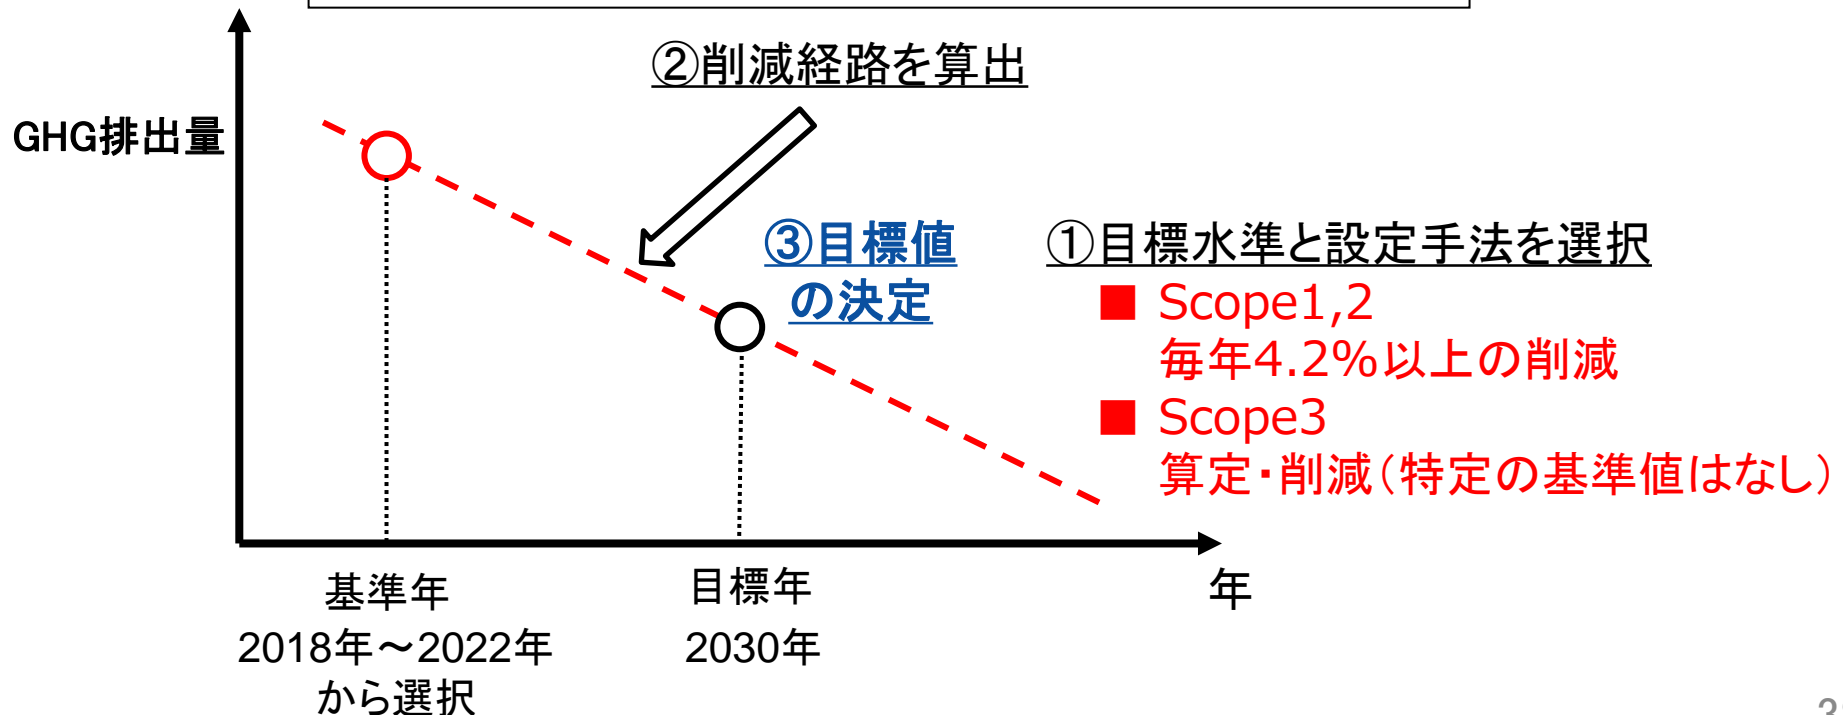 ②削減経路を算出
GHG排出量
③目標値
の決定
①目標水準と設定手法を選択
■ Scope1,2
毎年4.2%以上の削減
■ Scope3
算定・削減（特定の基準値はなし）
基準年
2018年～2022年
から選択
目標年
2030年
年
3